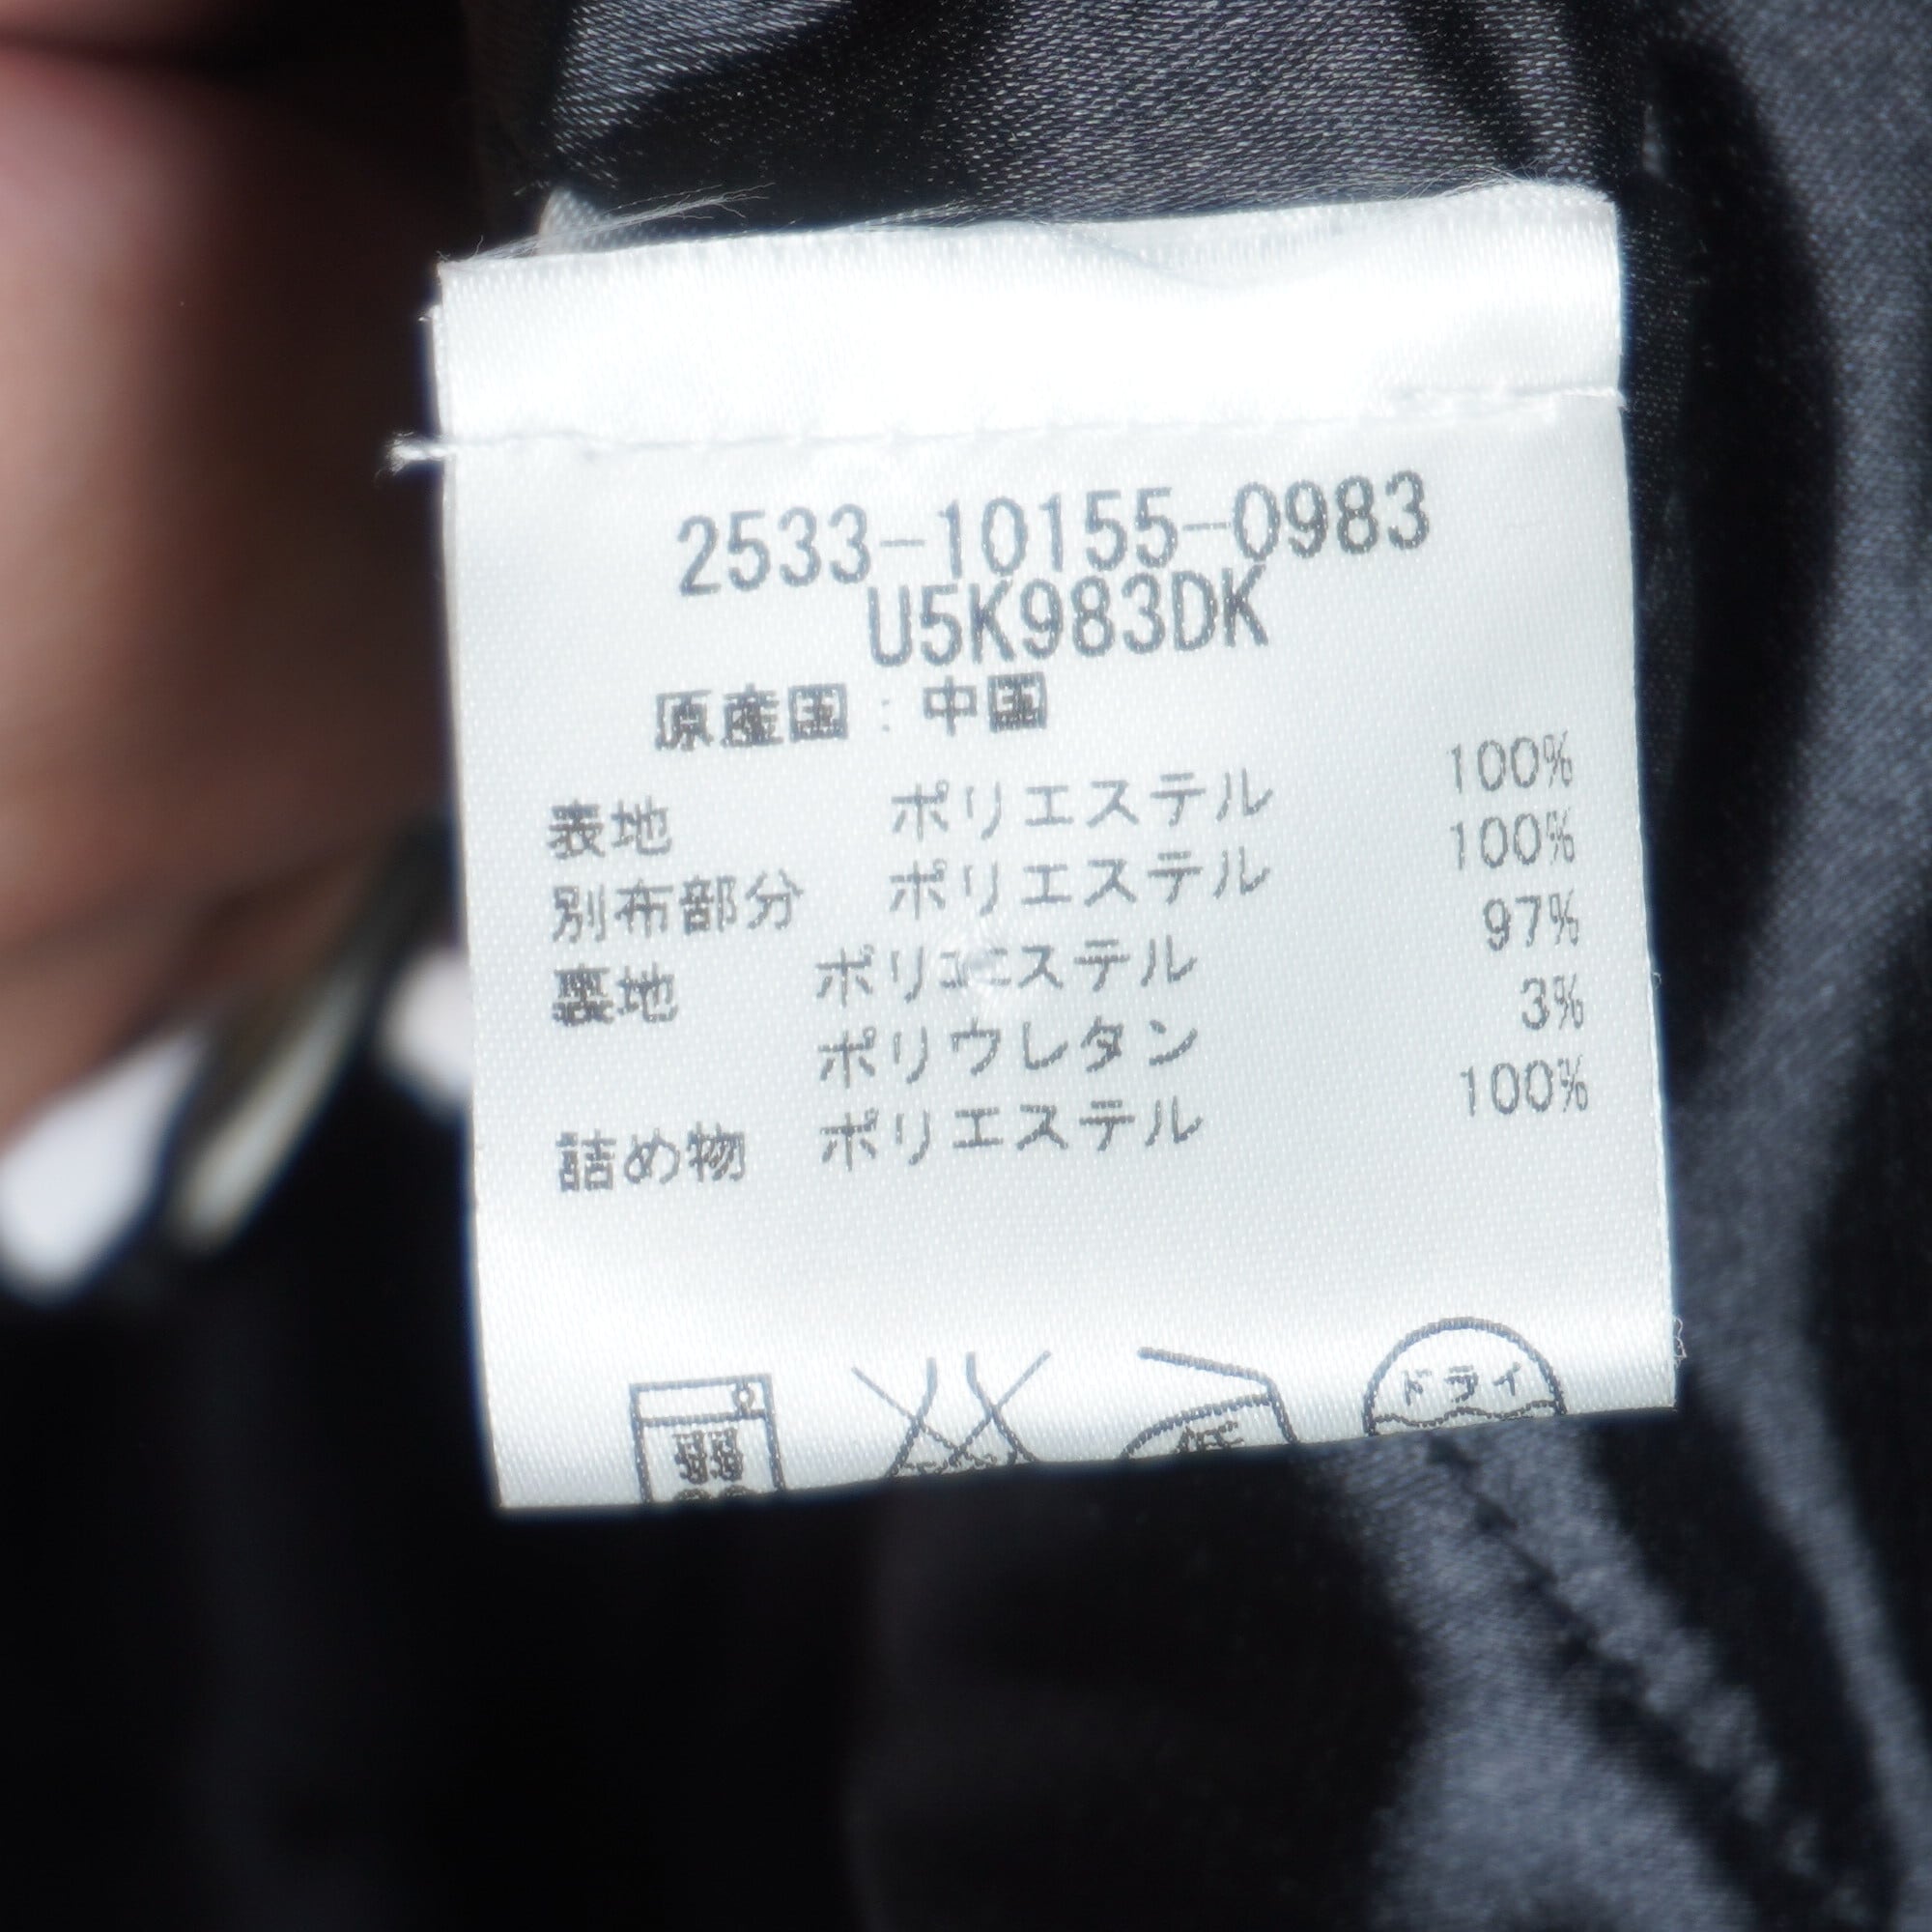 2533-10155-0983
U5K983DK
原産国：中国
表地 ポリエステル 100%
別布部分 ポリエステル 100%
裏地 ポリエステル 97%
ポリウレタン 3%
詰め物 ポリエステル 100%
弱 低 ドライ